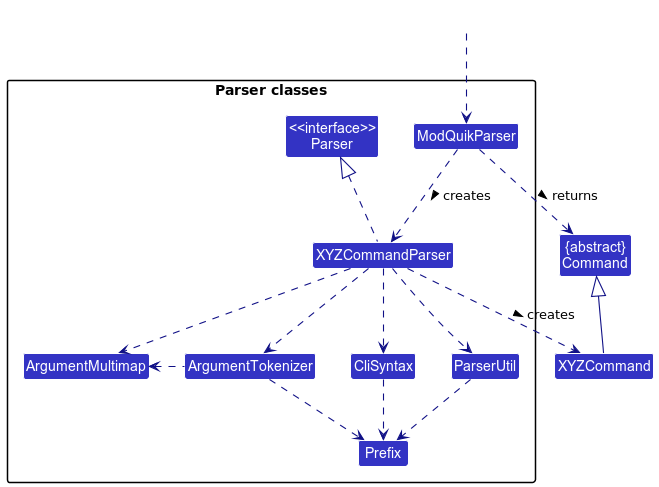 Parser classes
<<interface>>
Parser
ModQuikParser
creates
returns
XYZCommandParser
{abstract}
Command
creates
ArgumentMultimap
ArgumentTokenizer
CliSyntax
ParserUtil
XYZCommand
Prefix